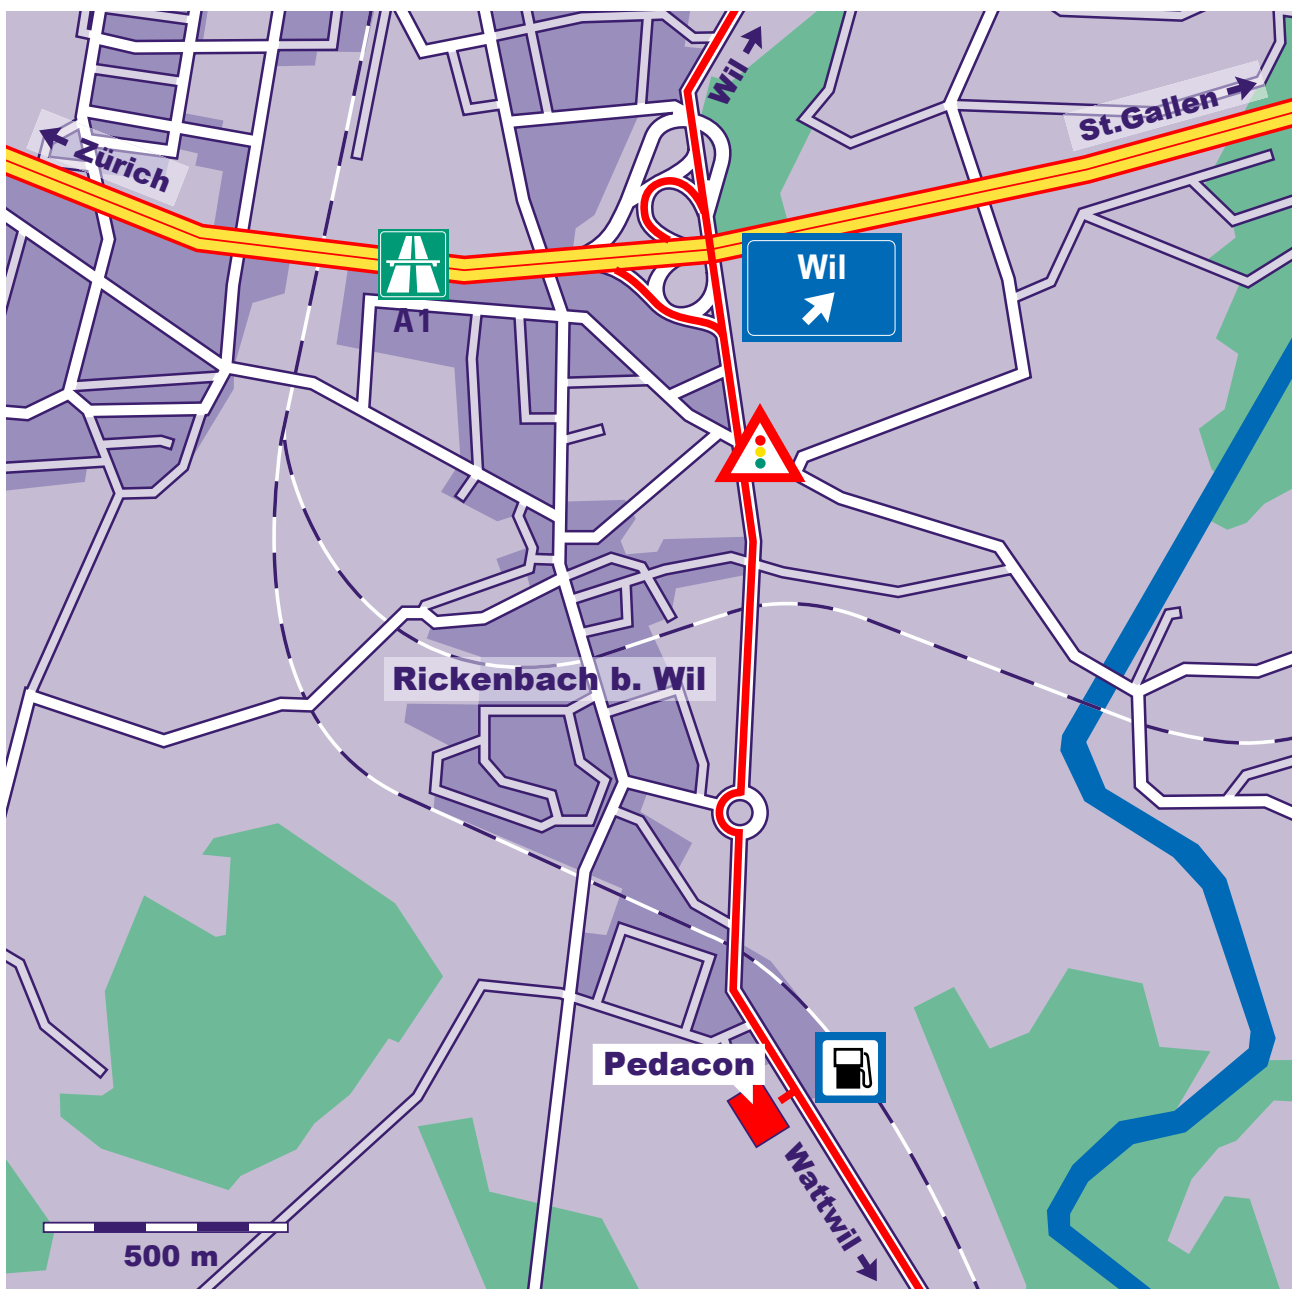 Wil
St.Gallen
Zürich
Wil
A1
Rickenbach b. Wil
Pedacon
Wattwil
500 m